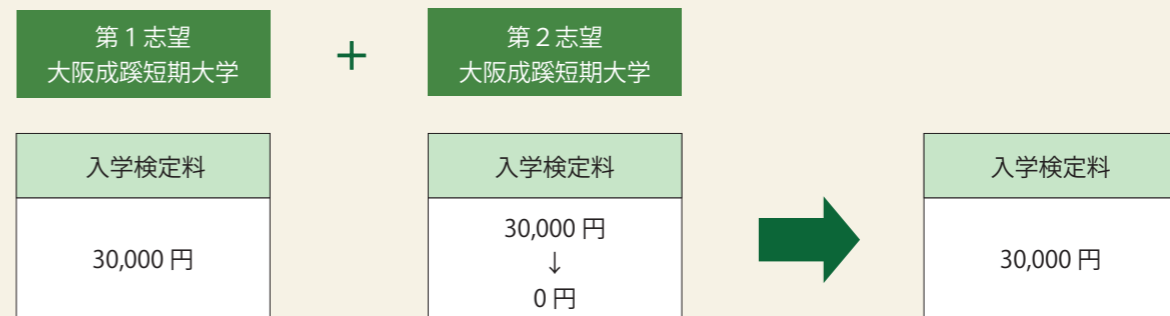 第1志望
大阪成蹊短期大学
+
第2志望
大阪成蹊短期大学
入学検定料
30,000 円
入学検定料
30,000 円
↓
0 円
入学検定料
30,000 円